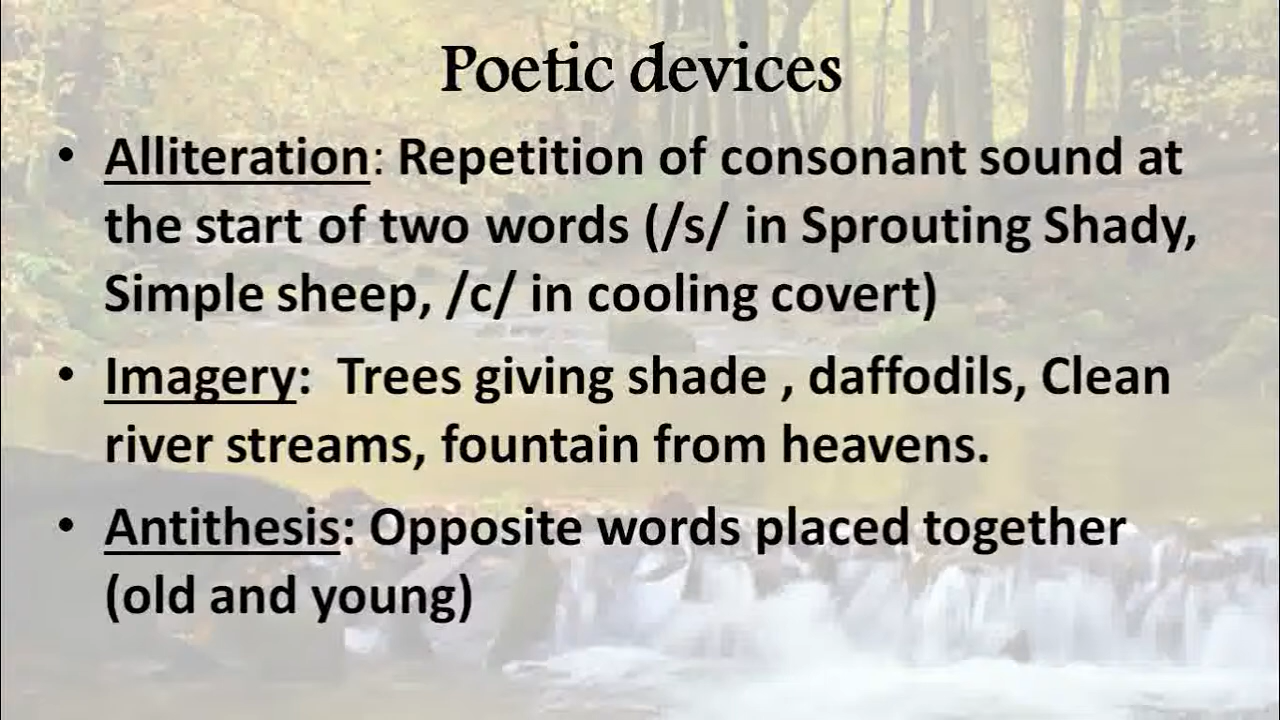 Poetic devices
• Alliteration: Repetition of consonant sound at
the start of two words (/s/ in Sprouting Shady,
Simple sheep, /c/ in cooling covert)
• Imagery: Trees giving shade , daffodils, Clean
river streams, fountain from heavens.
• Antithesis: Opposite words placed together
(old and young)